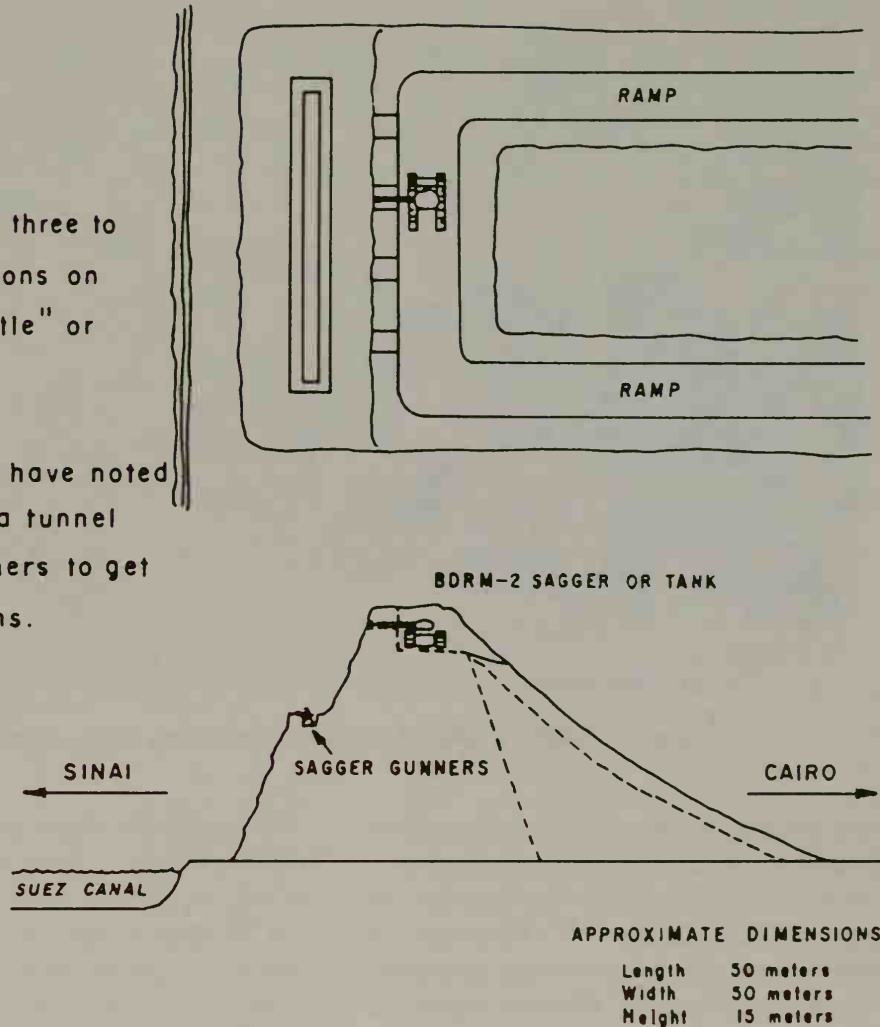 three to
ons on
tle" or
have noted
a tunnel
ners to get
ns.
RAMP
RAMP
BDRM-2 SAGGER OR TANK
SAGGER GUNNERS
SINAI
CAIRO
SUEZ CANAL
APPROXIMATE DIMENSIONS
Length 50 meters
Width 50 meters
Height 15 meters